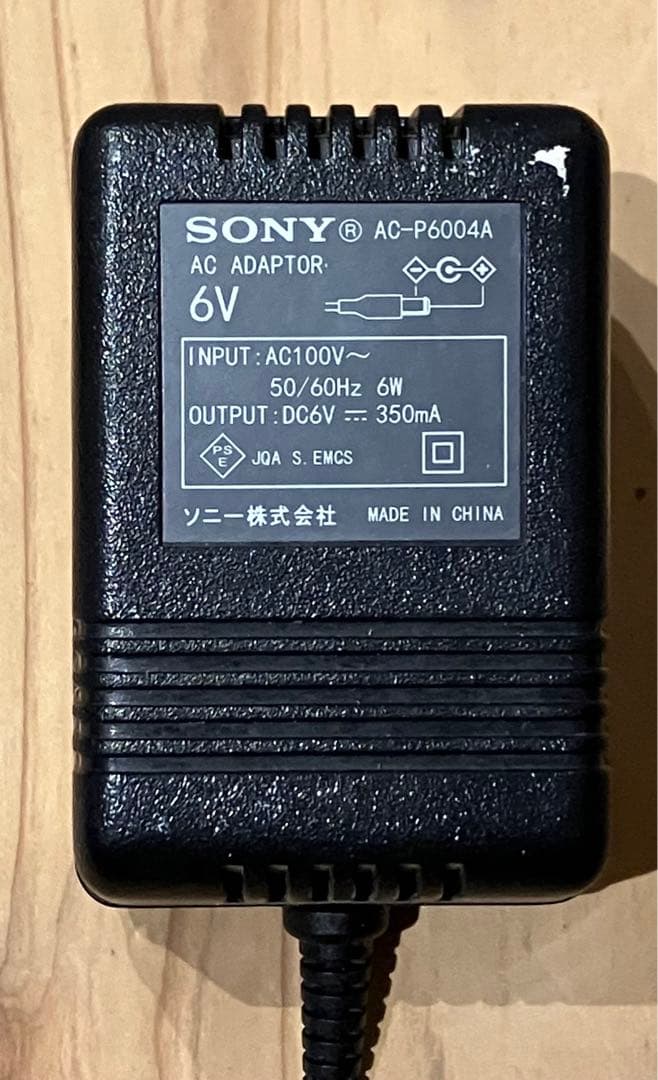 SONY® AC-P6004A
AC ADAPTOR
6V
INPUT:AC100V～
50/60Hz 6W
OUTPUT:DC6V ⎓ 350mA
PS
E
JQA S.EMCS
ソニー株式会社 MADE IN CHINA